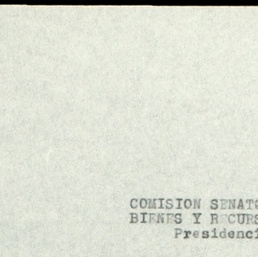 COMISION SENATO
BIENES Y RECURS
Presidenci